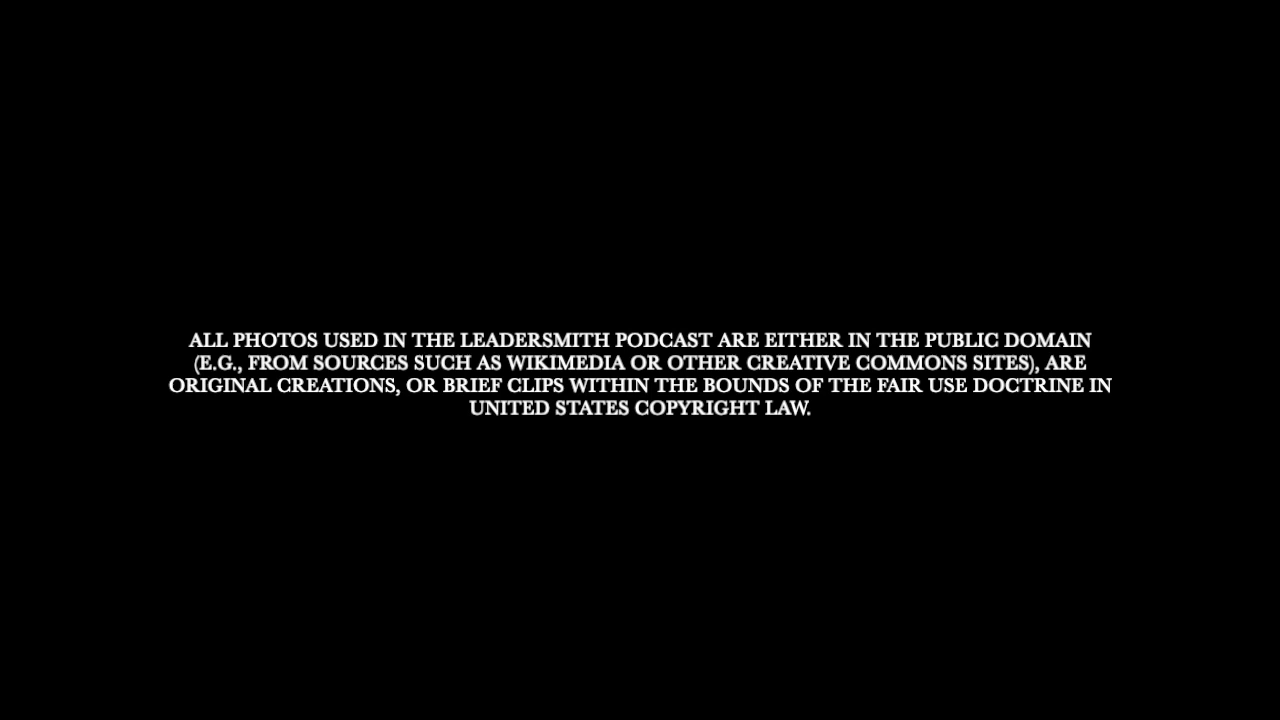 ALL PHOTOS USED IN THE LEADERSMITH PODCAST ARE EITHER IN THE PUBLIC DOMAIN
(E.G., FROM SOURCES SUCH AS WIKIMEDIA OR OTHER CREATIVE COMMONS SITES), ARE
ORIGINAL CREATIONS, OR BRIEF CLIPS WITHIN THE BOUNDS OF THE FAIR USE DOCTRINE IN
UNITED STATES COPYRIGHT LAW.